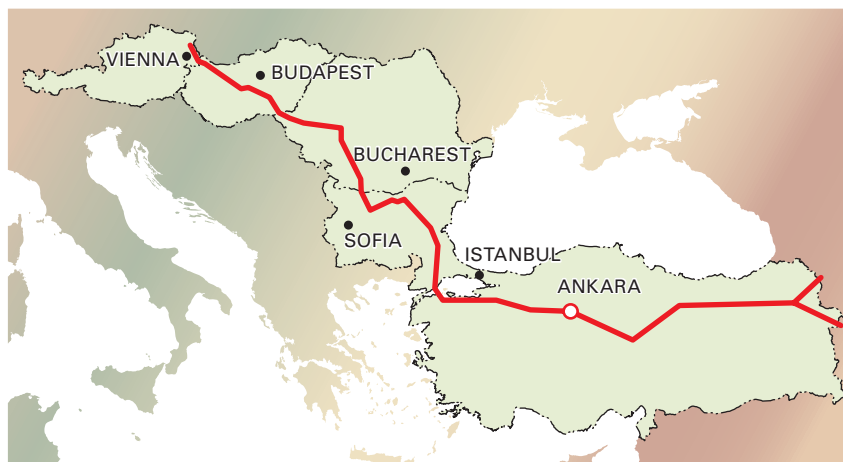 VIENNA
BUDAPEST
BUCHAREST
SOFIA
ISTANBUL
ANKARA